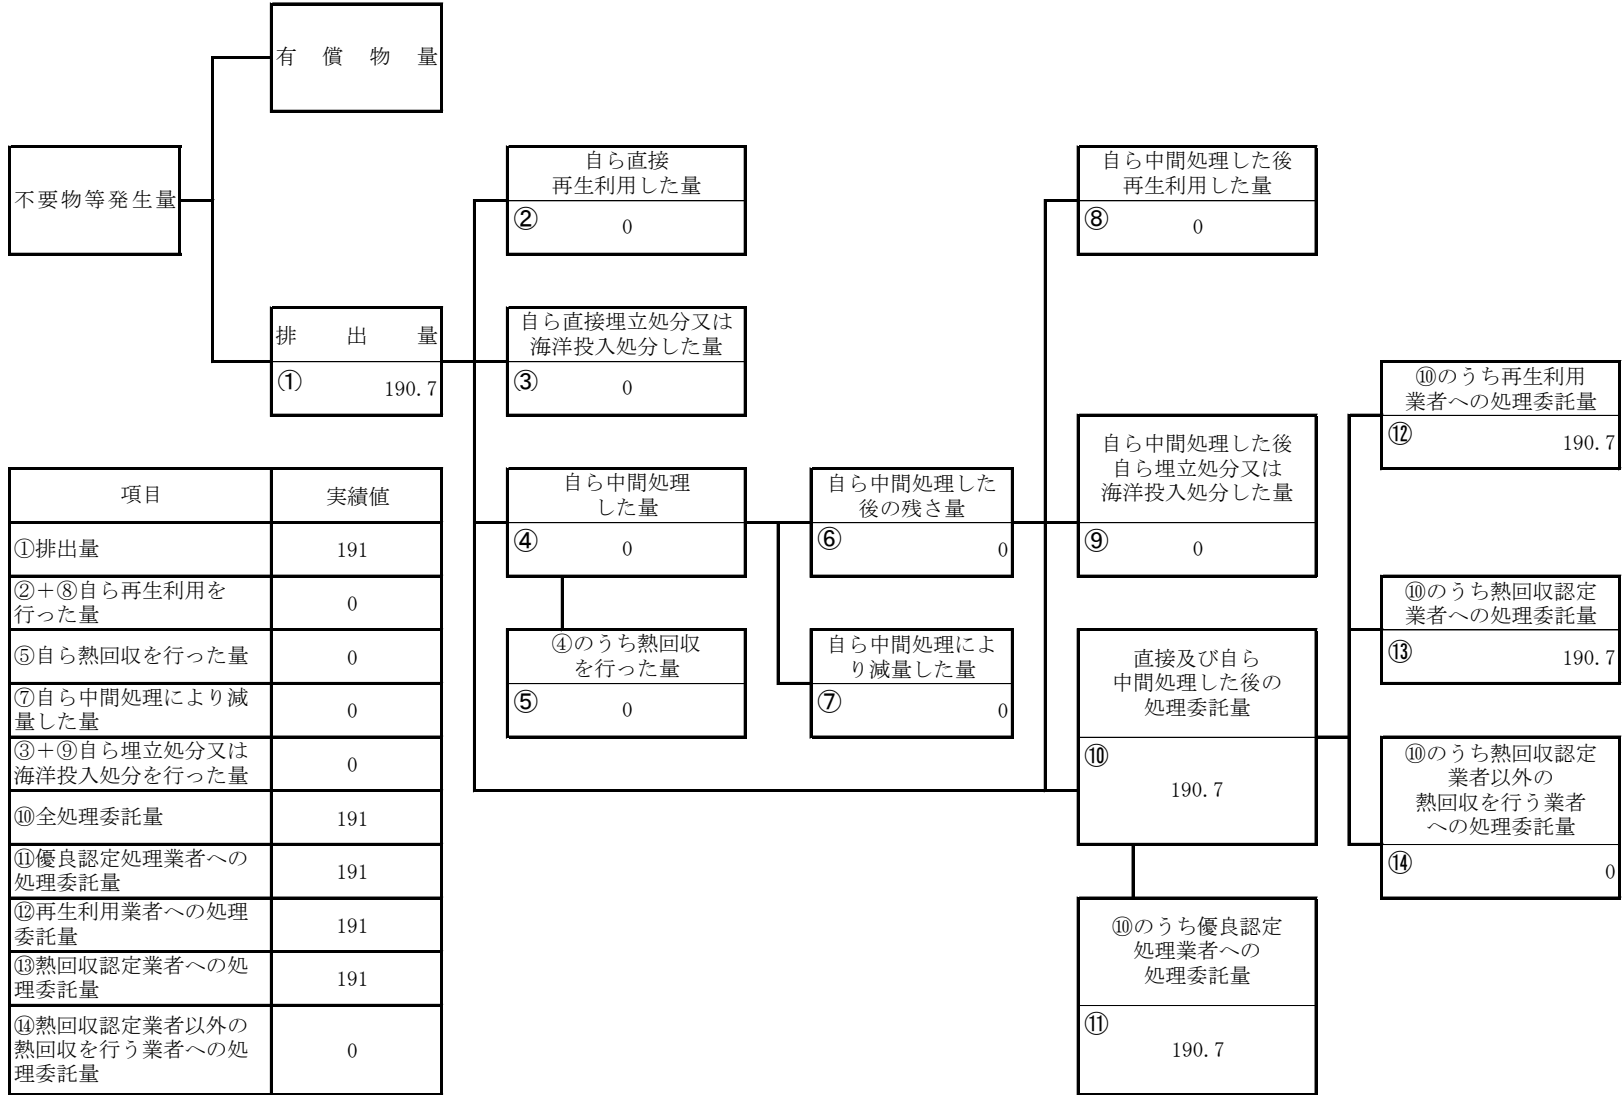 有償物量
不要物等発生量
排出量
① 190.7
自ら直接
再生利用した量
② 0
自ら直接埋立処分又は
海洋投入処分した量
③ 0
自ら中間処理
した量
④ 0
④のうち熱回収
を行った量
⑤ 0
自ら中間処理した
後の残さ量
⑥ 0
自ら中間処理によ
り減量した量
⑦ 0
自ら中間処理した後
再生利用した量
⑧ 0
自ら中間処理した後
自ら埋立処分又は
海洋投入処分した量
⑨ 0
直接及び自ら
中間処理した後の
処理委託量
⑩ 190.7
⑩のうち優良認定
処理業者への
処理委託量
⑪ 190.7
⑩のうち再生利用
業者への処理委託量
⑫ 190.7
⑩のうち熱回収認定
業者への処理委託量
⑬ 190.7
⑩のうち熱回収認定
業者以外の
熱回収を行う業者
への処理委託量
⑭ 0
項目 実績値
①排出量 191
②＋⑧自ら再生利用を
行った量 0
⑤自ら熱回収を行った量 0
⑦自ら中間処理により減
量した量 0
③＋⑨自ら埋立処分又は
海洋投入処分を行った量 0
⑩全処理委託量 191
⑪優良認定処理業者への
処理委託量 191
⑫再生利用業者への処理
委託量 191
⑬熱回収認定業者への処
理委託量 191
⑭熱回収認定業者以外の
熱回収を行う業者への処
理委託量 0